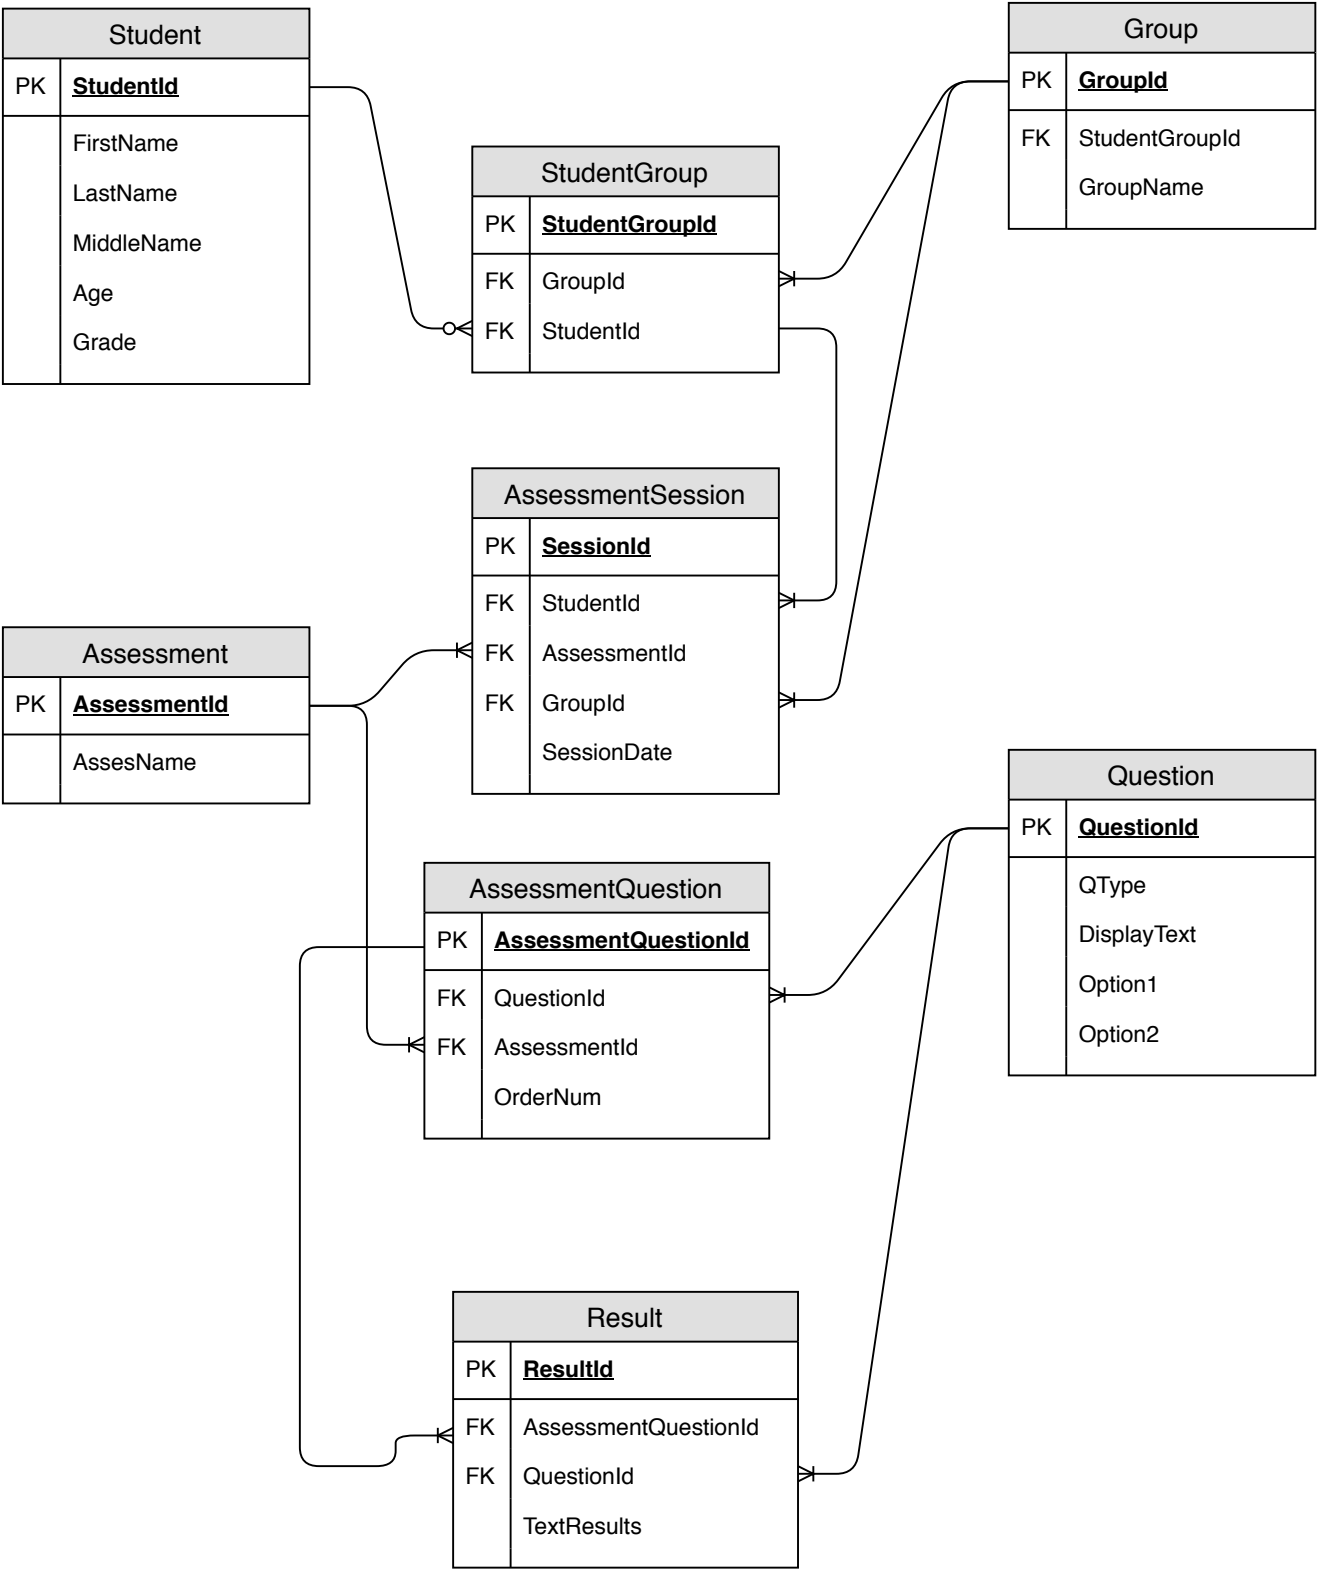 Student
PK StudentId
FirstName
LastName
MiddleName
Age
Grade
Group
PK GroupId
FK StudentGroupId
GroupName
StudentGroup
PK StudentGroupId
FK GroupId
FK StudentId
AssessmentSession
PK SessionId
FK StudentId
FK AssessmentId
FK GroupId
SessionDate
Assessment
PK AssessmentId
AssesName
Question
PK QuestionId
QType
DisplayText
Option1
Option2
AssessmentQuestion
PK AssessmentQuestionId
FK QuestionId
FK AssessmentId
OrderNum
Result
PK ResultId
FK AssessmentQuestionId
FK QuestionId
TextResults